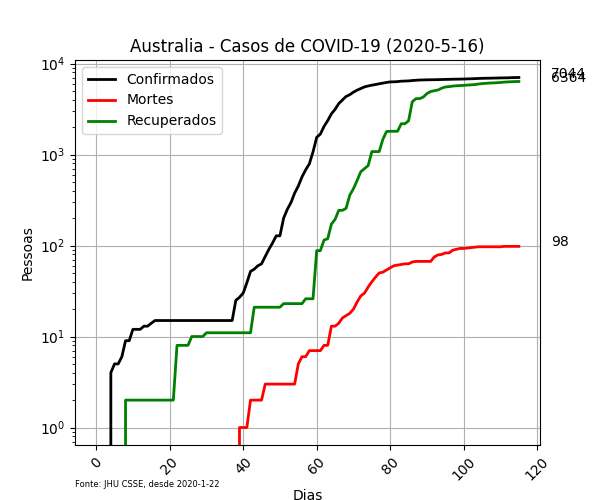 Australia - Casos de COVID-19 (2020-5-16)
Confirmados
Mortes
Recuperados
Pessoas
10^4
10^3
10^2
10^1
10^0
7044
6364
98
0
20
40
60
80
100
120
Fonte: JHU CSSE, desde 2020-1-22
Dias